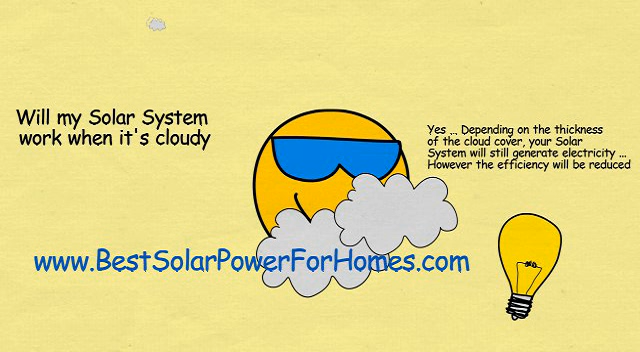 Will my Solar System
work when it's cloudy
Yes ... Depending on the thickness
of the cloud cover, your Solar
System will still generate electricity ...
However the efficiency will be reduced
www.BestSolarPowerForHomes.com